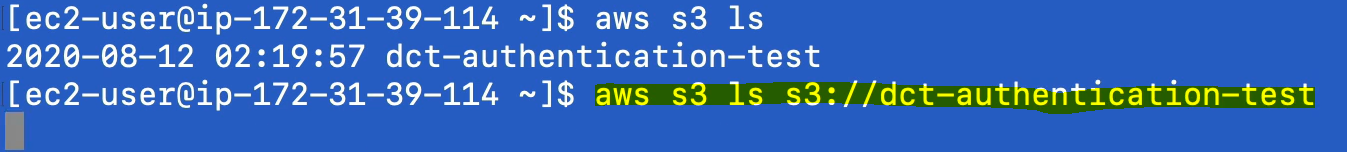 [ec2-user@ip-172-31-39-114 ~]$ aws s3 ls
2020-08-12 02:19:57 dct-authentication-test
[ec2-user@ip-172-31-39-114 ~]$ aws s3 ls s3://dct-authentication-test